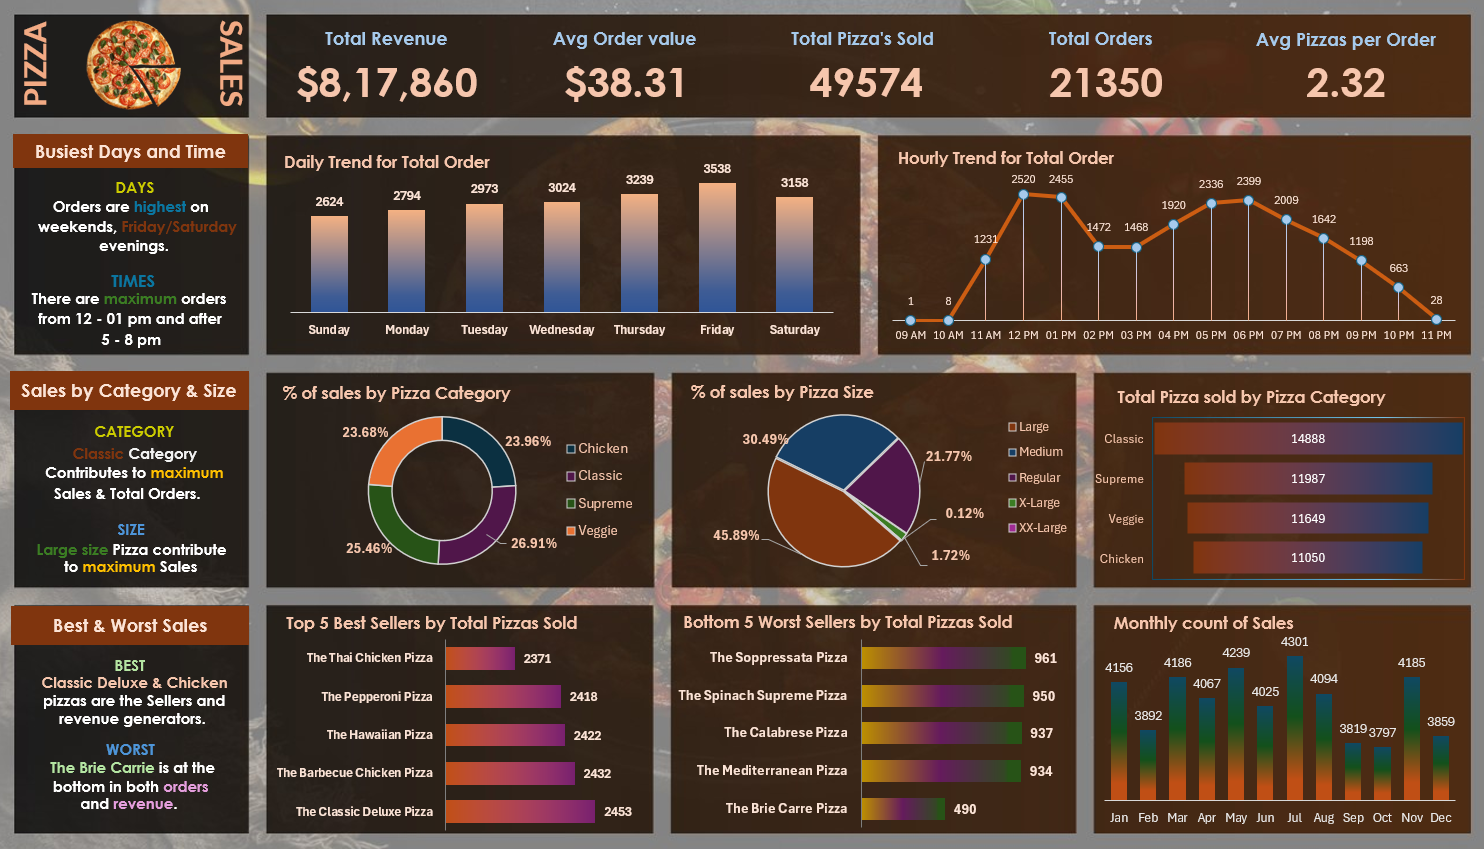 PIZZA
SALES
Total Revenue
$8,17,860
Avg Order value
$38.31
Total Pizza's Sold
49574
Total Orders
21350
Avg Pizzas per Order
2.32
Busiest Days and Time
DAYS
Orders are highest on
weekends, Friday/Saturday
evenings.
TIMES
There are maximum orders
from 12 - 01 pm and after
5 - 8 pm
Daily Trend for Total Order
2624
2794
2973
3024
3239
3538
3158
Sunday Monday Tuesday Wednesday Thursday Friday Saturday
Hourly Trend for Total Order
1
8
1231
2520
2455
1472
1468
1920
2336
2399
2009
1642
1198
663
28
09 AM 10 AM 11 AM 12 PM 01 PM 02 PM 03 PM 04 PM 05 PM 06 PM 07 PM 08 PM 09 PM 10 PM 11 PM
Sales by Category & Size
CATEGORY
Classic Category
Contributes to maximum
Sales & Total Orders.
SIZE
Large size Pizza contribute
to maximum Sales
% of sales by Pizza Category
23.68%
23.96%
25.46%
26.91%
Chicken
Classic
Supreme
Veggie
% of sales by Pizza Size
30.49%
21.77%
0.12%
45.89%
1.72%
Large
Medium
Regular
X-Large
XX-Large
Total Pizza sold by Pizza Category
Classic 14888
Supreme 11987
Veggie 11649
Chicken 11050
Best & Worst Sales
BEST
Classic Deluxe & Chicken
pizzas are the Sellers and
revenue generators.
WORST
The Brie Carrie is at the
bottom in both orders
and revenue.
Top 5 Best Sellers by Total Pizzas Sold
The Thai Chicken Pizza 2371
The Pepperoni Pizza 2418
The Hawaiian Pizza 2422
The Barbecue Chicken Pizza 2432
The Classic Deluxe Pizza 2453
Bottom 5 Worst Sellers by Total Pizzas Sold
The Soppressata Pizza 961
The Spinach Supreme Pizza 950
The Calabrese Pizza 937
The Mediterranean Pizza 934
The Brie Carre Pizza 490
Monthly count of Sales
4156
3892
4186
4067
4239
4025
4301
4094
3819
3797
4185
3859
Jan Feb Mar Apr May Jun Jul Aug Sep Oct Nov Dec